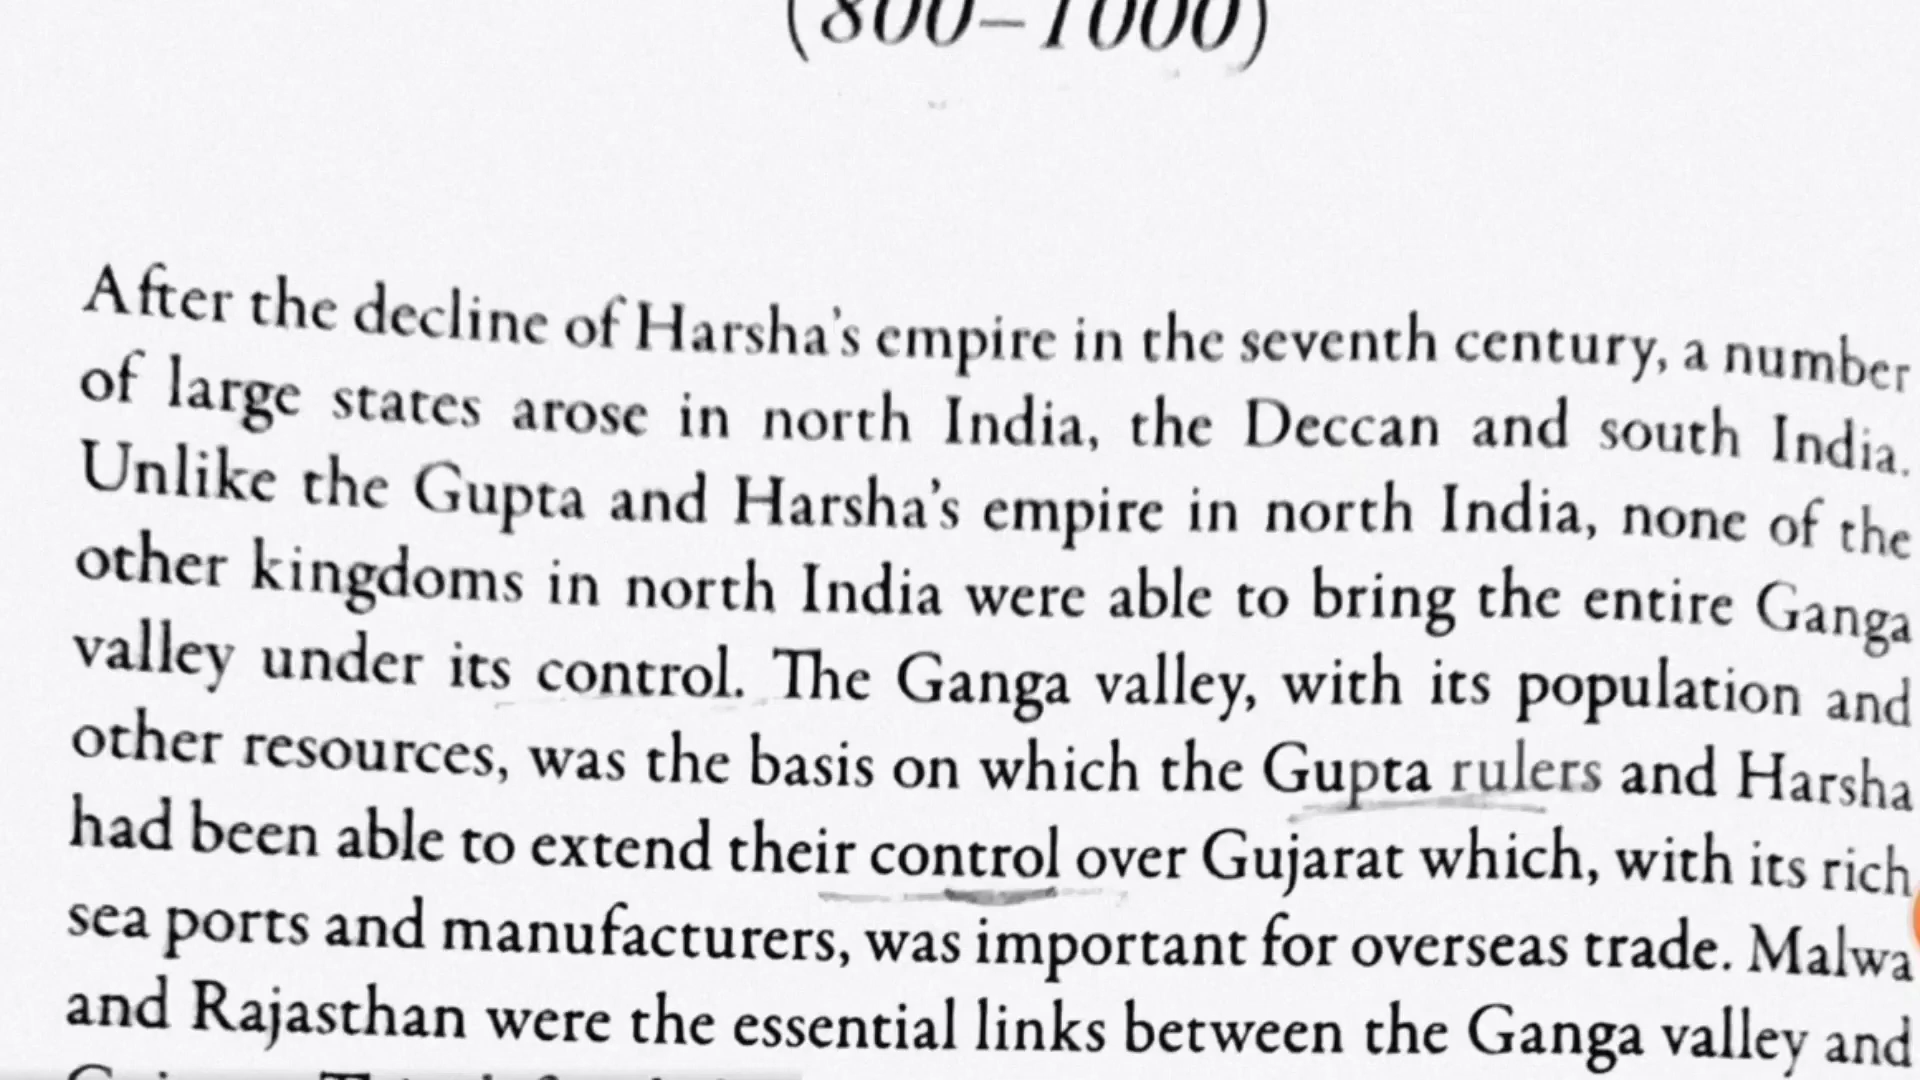 (800–1000)
After the decline of Harsha's empire in the seventh century, a number
of large states arose in north India, the Deccan and south India.
Unlike the Gupta and Harsha's empire in north India, none of the
other kingdoms in north India were able to bring the entire Ganga
valley under its control. The Ganga valley, with its population and
other resources, was the basis on which the Gupta rulers and Harsha
had been able to extend their control over Gujarat which, with its rich
sea ports and manufacturers, was important for overseas trade. Malwa
and Rajasthan were the essential links between the Ganga valley and